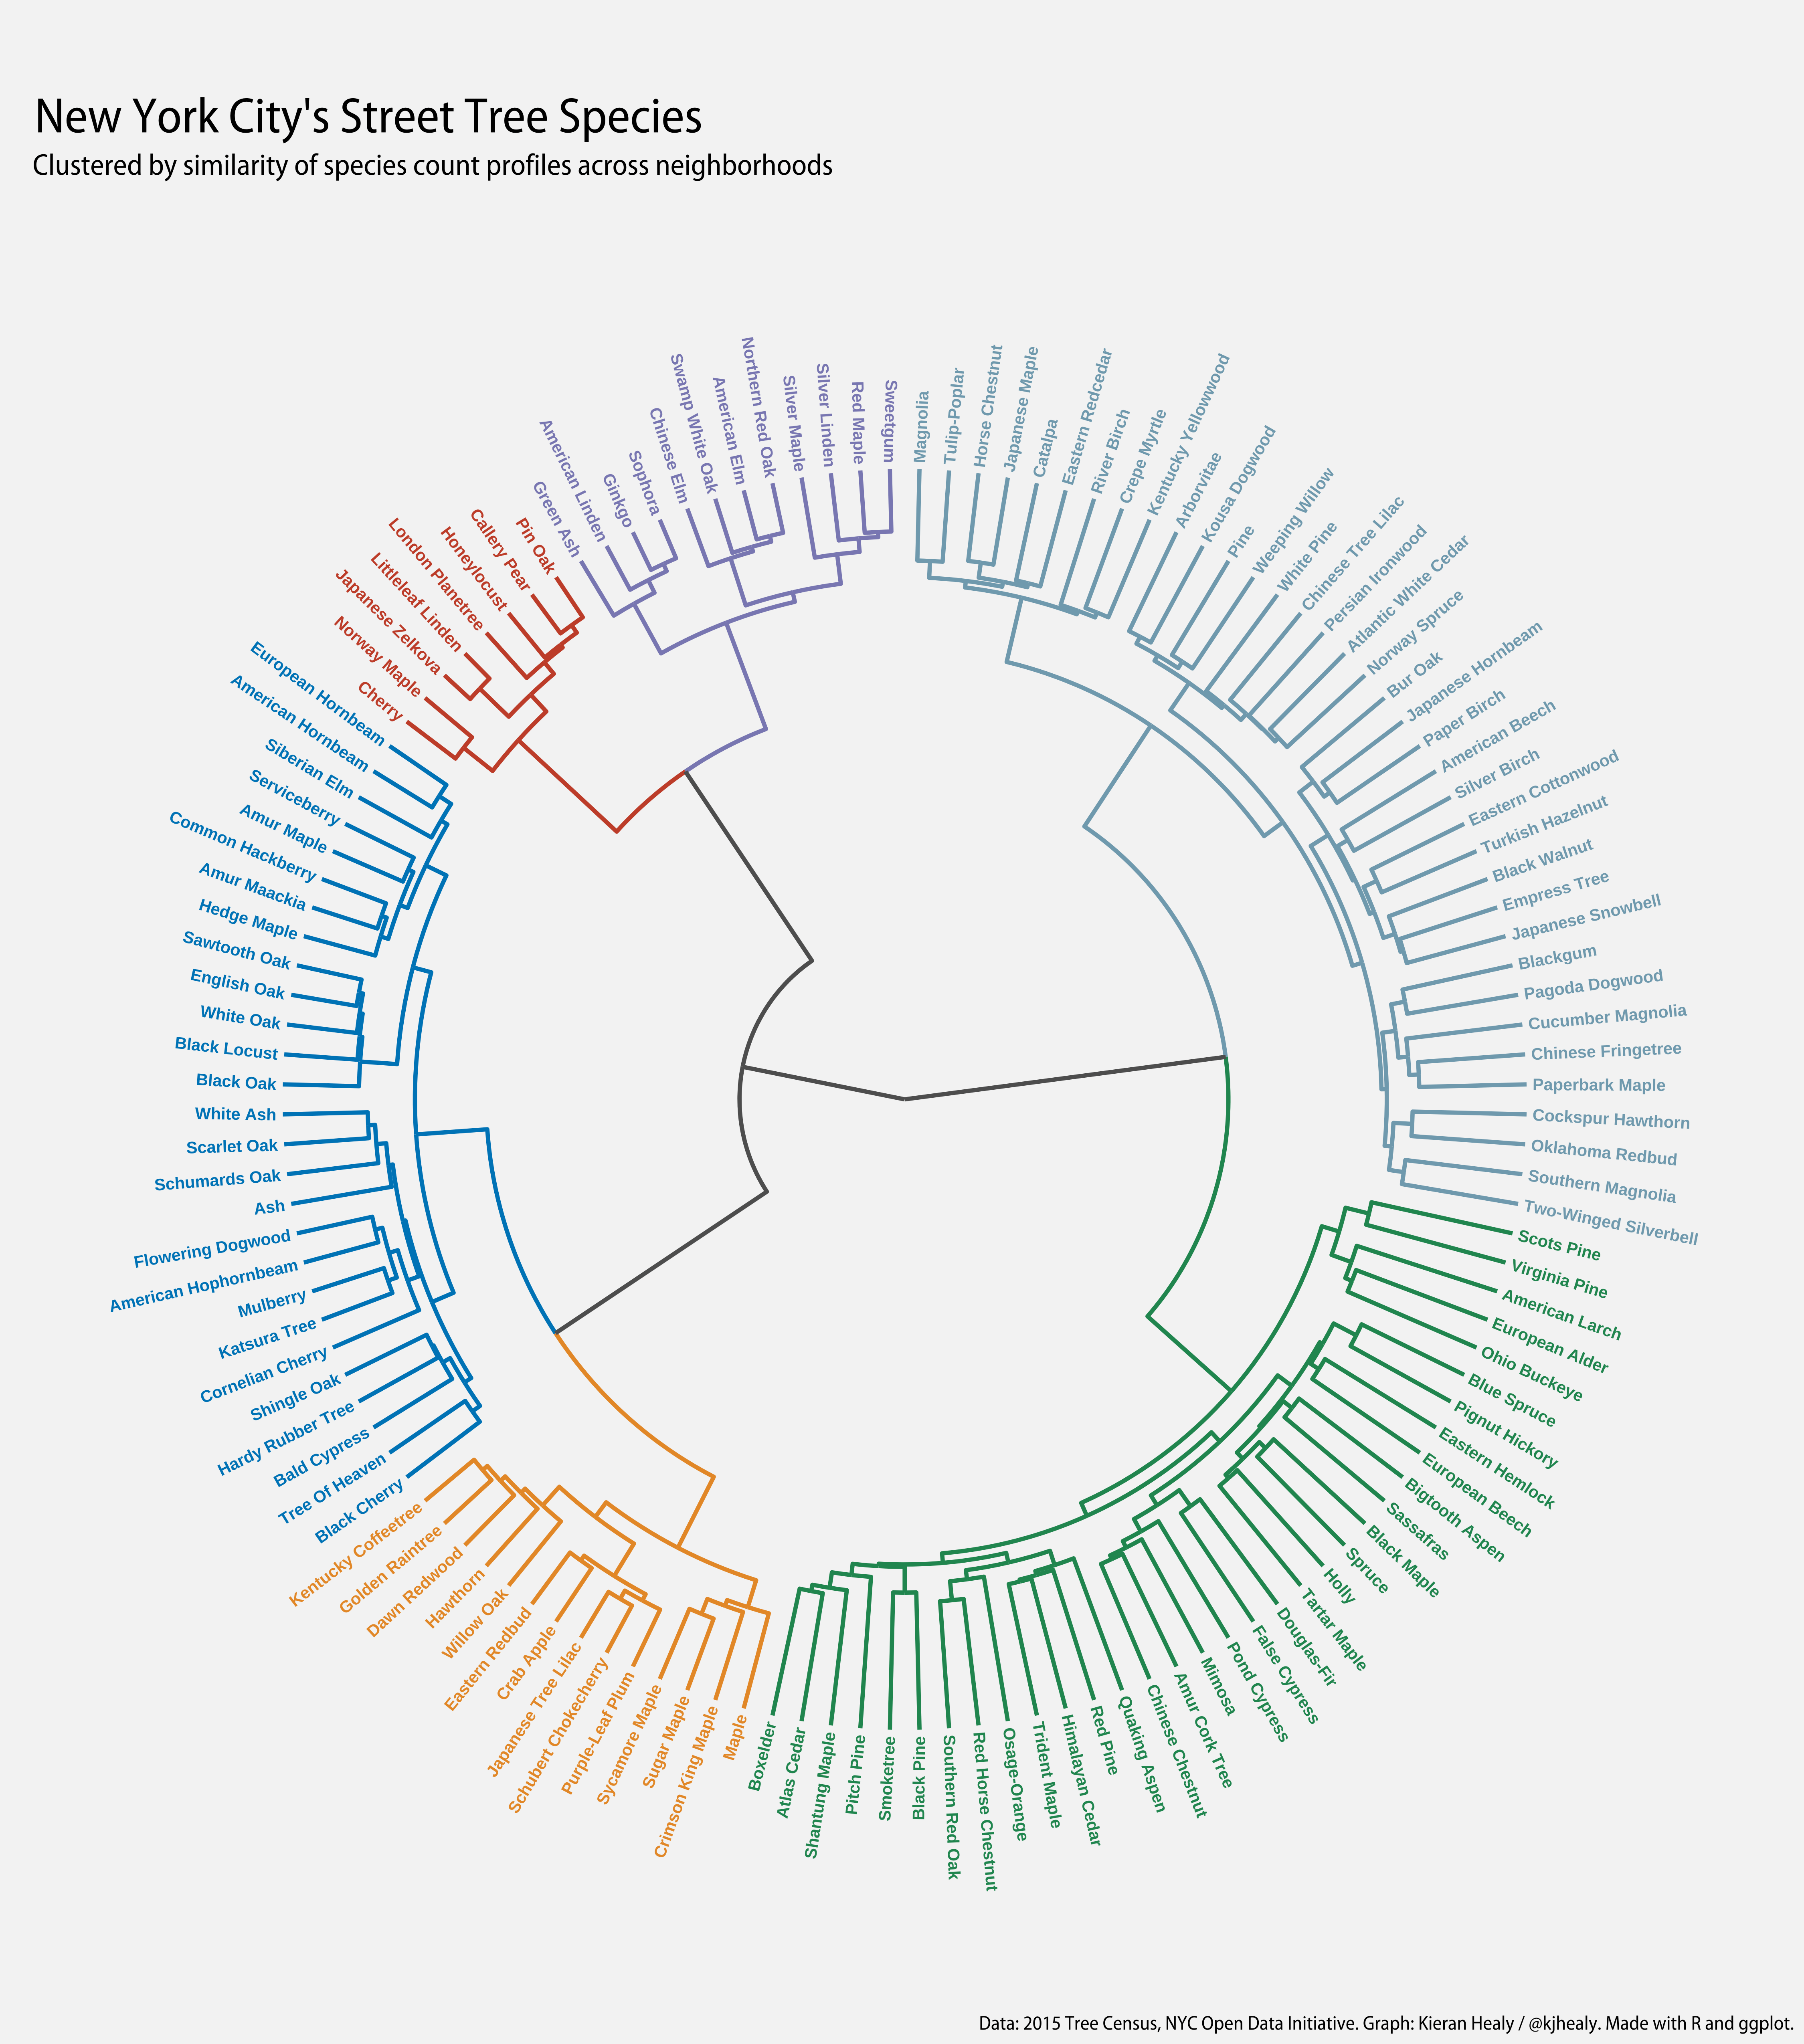 New York City's Street Tree Species
Clustered by similarity of species count profiles across neighborhoods
Magnolia
Tulip-Poplar
Horse Chestnut
Japanese Maple
Catalpa
Eastern Redcedar
River Birch
Crepe Myrtle
Kentucky Yellowwood
Arborvitae
Kousa Dogwood
Pine
Weeping Willow
White Pine
Chinese Tree Lilac
Persian Ironwood
Atlantic White Cedar
Norway Spruce
Bur Oak
Japanese Hornbeam
Paper Birch
American Beech
Silver Birch
Eastern Cottonwood
Turkish Hazelnut
Black Walnut
Empress Tree
Japanese Snowbell
Blackgum
Pagoda Dogwood
Cucumber Magnolia
Chinese Fringetree
Paperbark Maple
Cockspur Hawthorn
Oklahoma Redbud
Southern Magnolia
Two-Winged Silverbell
Scots Pine
Virginia Pine
American Larch
European Alder
Ohio Buckeye
Blue Spruce
Pignut Hickory
Eastern Hemlock
European Beech
Bigtooth Aspen
Sassafras
Black Maple
Spruce
Holly
Tartar Maple
Douglas-Fir
False Cypress
Pond Cypress
Mimosa
Amur Cork Tree
Chinese Chestnut
Quaking Aspen
Red Pine
Himalayan Cedar
Trident Maple
Osage-Orange
Red Horse Chestnut
Southern Red Oak
Black Pine
Smoketree
Pitch Pine
Shantung Maple
Atlas Cedar
Boxelder
Maple
Crimson King Maple
Sugar Maple
Sycamore Maple
Purple-Leaf Plum
Schubert Chokecherry
Japanese Tree Lilac
Crab Apple
Eastern Redbud
Willow Oak
Hawthorn
Dawn Redwood
Golden Raintree
Kentucky Coffeetree
Black Cherry
Tree Of Heaven
Bald Cypress
Hardy Rubber Tree
Shingle Oak
Cornelian Cherry
Katsura Tree
Mulberry
American Hophornbeam
Flowering Dogwood
Ash
Schumards Oak
Scarlet Oak
White Ash
Black Oak
Black Locust
White Oak
English Oak
Sawtooth Oak
Hedge Maple
Amur Maackia
Common Hackberry
Amur Maple
Serviceberry
Siberian Elm
American Hornbeam
European Hornbeam
Cherry
Norway Maple
Japanese Zelkova
Littleleaf Linden
London Planetree
Honeylocust
Callery Pear
Pin Oak
Green Ash
American Linden
Ginkgo
Sophora
Chinese Elm
Swamp White Oak
American Elm
Northern Red Oak
Silver Maple
Silver Linden
Red Maple
Sweetgum
Data: 2015 Tree Census, NYC Open Data Initiative. Graph: Kieran Healy / @kjhealy. Made with R and ggplot.